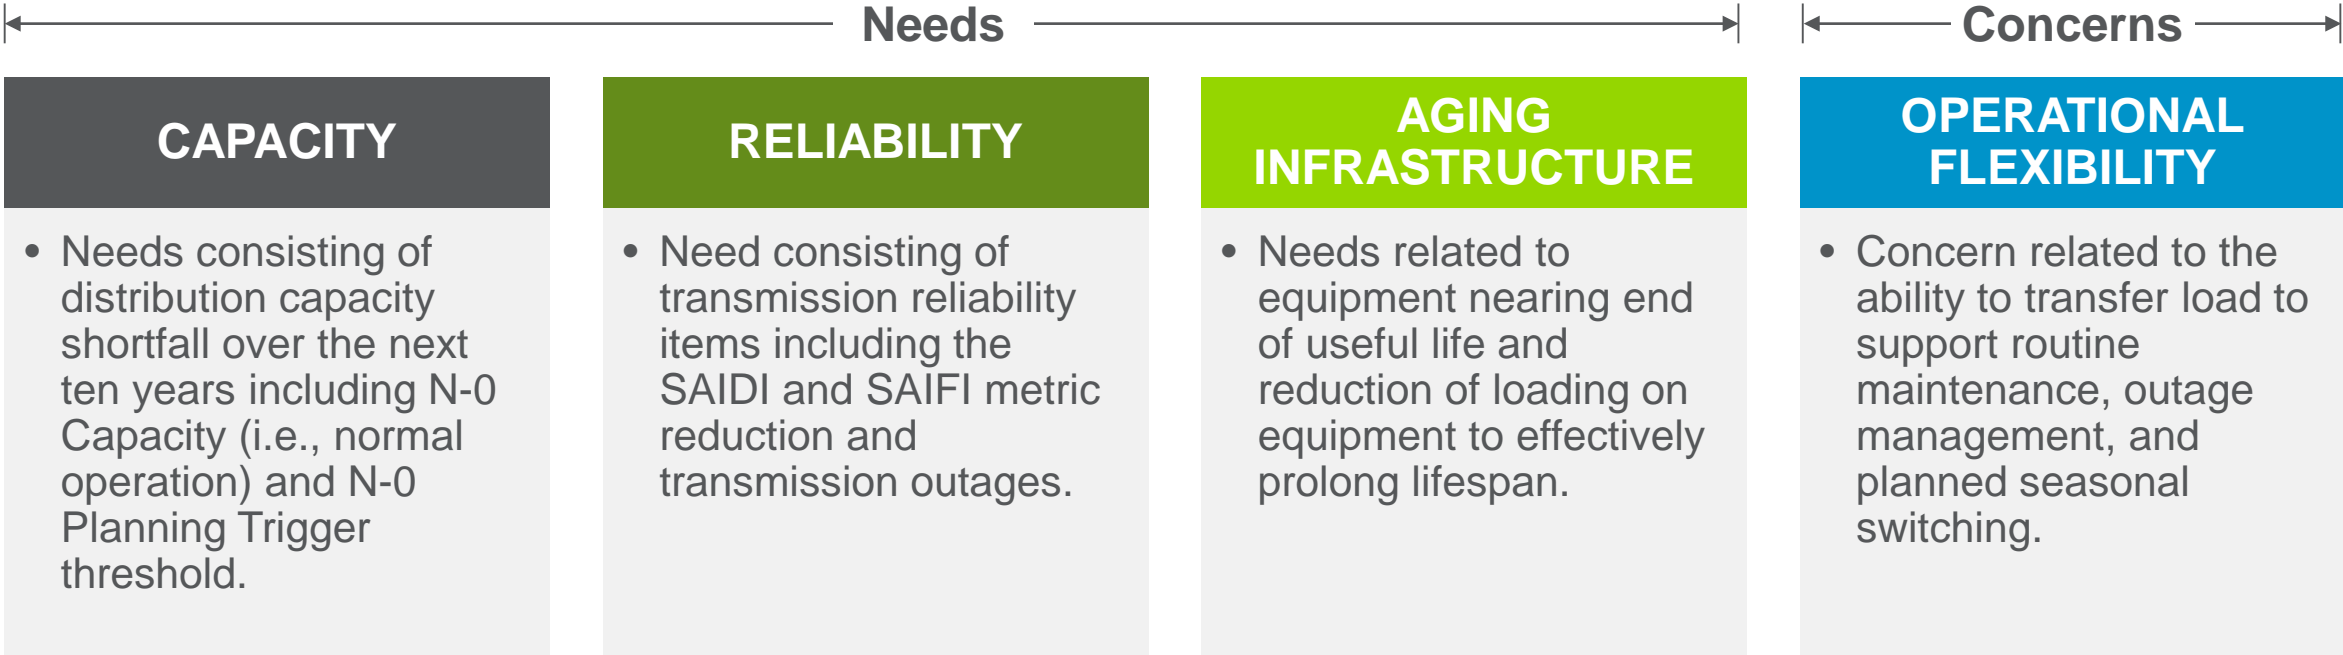 Needs
Concerns
CAPACITY
• Needs consisting of
distribution capacity
shortfall over the next
ten years including N-0
Capacity (i.e., normal
operation) and N-0
Planning Trigger
threshold.
RELIABILITY
• Need consisting of
transmission reliability
items including the
SAIDI and SAIFI metric
reduction and
transmission outages.
AGING
INFRASTRUCTURE
• Needs related to
equipment nearing end
of useful life and
reduction of loading on
equipment to effectively
prolong lifespan.
OPERATIONAL
FLEXIBILITY
• Concern related to the
ability to transfer load to
support routine
maintenance, outage
management, and
planned seasonal
switching.